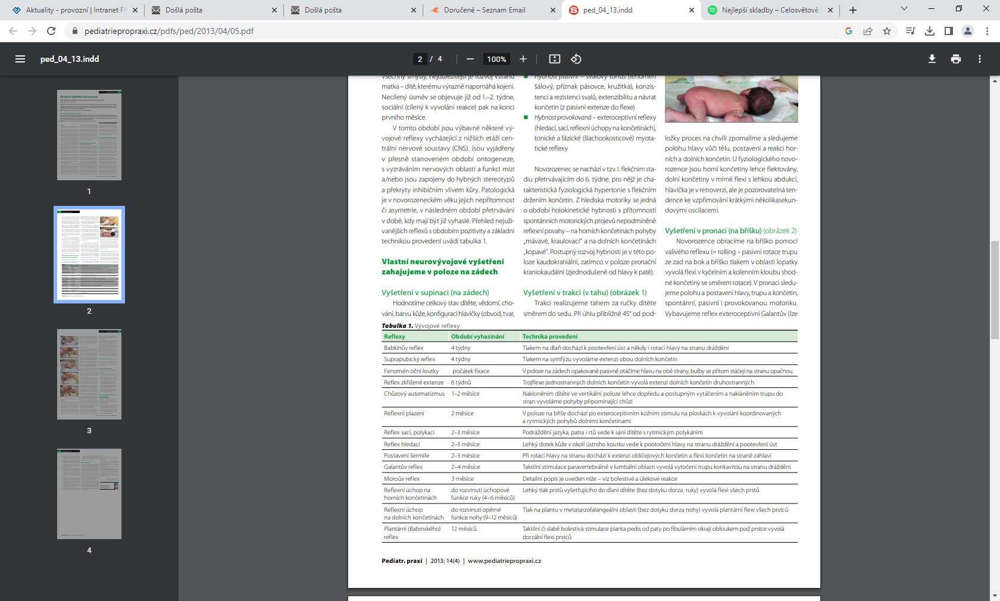 Aktuality - provozní | Intranet FN
Došlá pošta
Došlá pošta
Doručené – Seznam Email
ped_04_13.indd
Nejlepší skladby – Celosvětově
pediatriepropraxi.cz/pdfs/ped/2013/04/05.pdf
ped_04_13.indd
2 / 4
100%
1
2
3
4
všechny smysly, nejdůležitější je rozvoj vztahu
matka – dítě, kterému výrazně napomáhá kojení.
Necílený úsměv se objevuje již od 1.–2. týdne,
sociální (cílený k vyvolání reakce) pak na konci
prvního měsíce.
V tomto období jsou výbavné některé vý-
vojové reflexy vycházející z nižších etáží cen-
trální nervové soustavy (CNS). Jsou vyjádřeny
v přesně stanoveném období ontogeneze,
s vyzráváním nervových oblastí a funkcí mizí
a/nebo jsou zapojeny do hybných stereotypů
a překryty inhibičním vlivem kůry. Patologická
je v novorozeneckém věku jejich nepřítomnost
či asymetrie, v následném období přetrvávání
v době, kdy mají být již vyhaslé. Přehled nejuží-
vanějších reflexů s obdobím pozitivity a základní
technikou provedení uvádí tabulka 1.
Vlastní neurovývojové vyšetření
zahajujeme v poloze na zádech
Vyšetření v supinaci (na zádech)
Hodnotíme celkový stav dítěte, vědomí, cho-
vání, barvu kůže, konfiguraci hlavičky (obvod, tvar,
Hybnost pasivní – svalový tonus (fenomén
šálový, příznak pásovce, kružítka), konzis-
tenci a rezistenci svalů, extenzibilitu a návrat
končetin (z pasivní extenze do flexe)
Hybnost provokovaná – exteroceptivní reflexy
(hledací, sací, reflexní úchopy na končetinách),
tonické a fázické (šlachookosticové) myota-
tické reflexy
Novorozenec se nachází v tzv. I. flekčním sta-
diu přetrvávajícím do 6. týdne, pro nějž je cha-
rakteristická fyziologická hypertonie s flekčním
držením končetin. Z hlediska motoriky se jedná
o období holokinetické hybnosti s přítomností
spontánních motorických projevů nepodmíněně
reflexní povahy – na horních končetinách pohyby
„mávavé, kraulovací“ a na dolních končetinách
„kopavé“. Postupný rozvoj hybnosti je v této po-
loze kaudokraniální, zatímco v poloze pronační
kraniokaudální (zjednodušeně od hlavy k patě).
Vyšetření v trakci (v tahu) (obrázek 1)
Trakci realizujeme tahem za ručky dítěte
směrem do sedu. Při úhlu přibližně 45° od pod-
ložky proces na chvíli zpomalíme a sledujeme
polohu hlavy vůči tělu, postavení a reakci hor-
ních a dolních končetin. U fyziologického novo-
rozence jsou horní končetiny lehce flektovány,
dolní končetiny v mírné flexi s lehkou abdukcí,
hlavička je v retroverzi, ale je pozorovatelná ten-
dence ke vzpřimování krátkými několikasekun-
dovými oscilacemi.
Vyšetření v pronaci (na bříšku) (obrázek 2)
Novorozence obracíme na bříško pomocí
valivého reflexu (= rolling – pasivní rotace trupu
ze zad na bok a bříško tlakem v oblasti lopatky
vyvolá flexi v kyčelním a kolenním kloubu shod-
né končetiny se směrem rotace). V pronaci sledu-
jeme polohu a postavení hlavy, trupu a končetin,
spontánní, pasivní i provokovanou motoriku.
Vybavujeme reflex exteroceptivní Galantův (lze
Tabulka 1. Vývojové reflexy
Reflexy Období vyhasínání Technika provedení
Babkinův reflex 4 týdny Tlakem na dlaň dochází k pootevření úst a někdy i rotaci hlavy na stranu dráždění
Suprapubický reflex 4 týdny Tlakem na symfýzu vyvoláme extenzi obou dolních končetin
Fenomén oční loutky počátek fixace V poloze na zádech opakovaně pasivně otáčíme hlavu na obě strany, bulby se přitom stáčejí na stranu opačnou
Reflex zkřížené extenze 6 týdnů Trojflexe jednostranných dolních končetin vyvolá extenzi dolních končetin druhostranných
Chůzový automatizmus 1–2 měsíce Nakloněním dítěte ve vertikální poloze lehce dopředu a postupným vytáčením a nakláněním trupu do
stran vyvoláme pohyby připomínající chůzi
Reflexní plazení 2 měsíce V poloze na břiše dochází po exteroceptivním kožním stimulu na ploskách k vyvolání koordinovaných
a rytmických pohybů dolními končetinami
Reflex sací, polykací 2–3 měsíce Podráždění jazyka, patra i rtů vede k sání dítěte s rytmickým polykáním
Reflex hledací 2–3 měsíce Lehký dotek kůže v okolí ústního koutku vede k pootočení hlavy na stranu dráždění a pootevření úst
Postavení šermíře 2–3 měsíce Při rotaci hlavy na stranu dochází k extenzi obličejových končetin a flexi končetin na straně záhlaví
Galantův reflex 2–4 měsíce Taktilní stimulace paravertebrálně v lumbální oblasti vyvolá vytočení trupu konkavitou na stranu dráždění
Moroův reflex 3 měsíce Detailní popis je uveden níže – viz bolestivé a úlekové reakce
Reflexní úchop na do rozvinutí úchopové Lehký tlak prstů vyšetřujícího do dlaní dítěte (bez dotyku dorza ruky) vyvolá flexi všech prstů
horních končetinách funkce ruky (4–6 měsíců)
Reflexní úchop do rozvinutí opěrné Tlak na plantu v metatarzofalangeální oblasti (bez dotyku dorza nohy) vyvolá plantární flexi všech prstců
na dolních končetinách funkce nohy (9–12 měsíců)
Plantární (Babinského) 12 měsíců Taktilní či slabě bolestivá stimulace planta pedis od paty po fibulárním okraji obloukem pod prstce vyvolá
reflex dorzální flexi prstců
Pediatr. praxi | 2013; 14(4) | www.pediatriepropraxi.cz